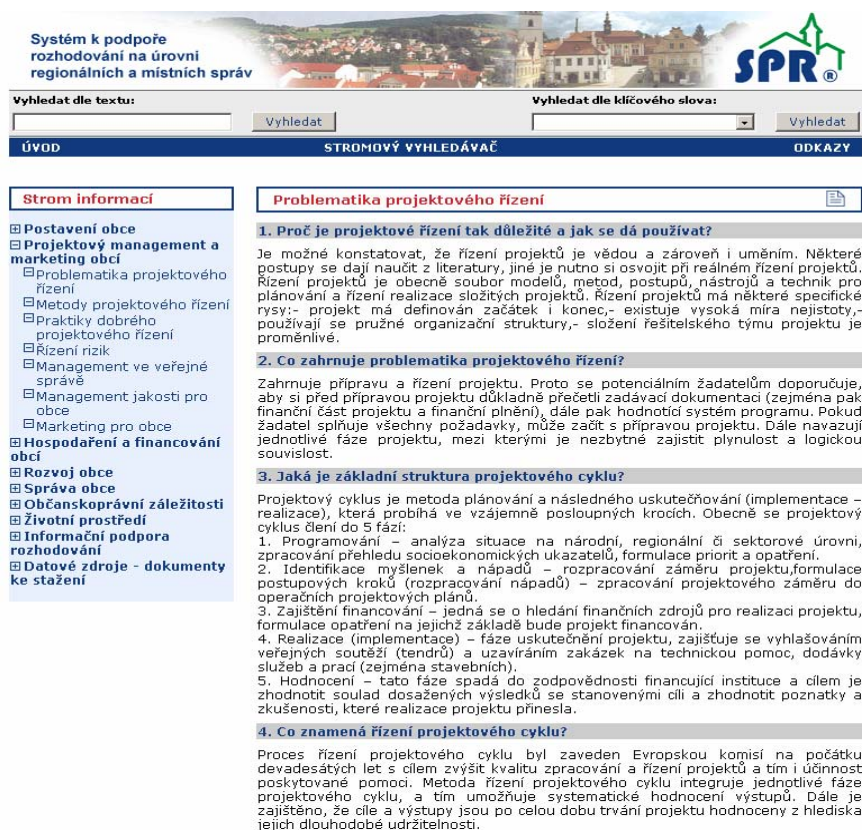 Systém k podpoře
rozhodování na úrovni
regionálních a místních správ
SPR®
Vyhledat dle textu:
Vyhledat dle klíčového slova:
Vyhledat
Vyhledat
ÚVOD
STROMOVÝ VYHLEDÁVAČ
ODKAZY
Strom informací
Postavení obce
Projektový management a
marketing obcí
Problematika projektového
řízení
Metody projektového řízení
Praktiky dobrého
projektového řízení
Řízení rizik
Management ve veřejné
správě
Management jakosti pro
obce
Marketing pro obce
Hospodaření a financování
obcí
Rozvoj obce
Správa obce
Občanskoprávní záležitosti
Životní prostředí
Informační podpora
rozhodování
Datové zdroje - dokumenty
ke stažení
Problematika projektového řízení
1. Proč je projektové řízení tak důležité a jak se dá používat?
Je možné konstatovat, že řízení projektů je vědou a zároveň i uměním. Některé
postupy se dají naučit z literatury, jiné je nutno si osvojit při reálném řízení projektů.
Řízení projektů je obecně soubor modelů, metod, postupů, nástrojů a technik pro
plánování a řízení realizace složitých projektů. Řízení projektů má některé specifické
rysy:- projekt má definován začátek i konec,- existuje vysoká míra nejistoty,-
používají se pružné organizační struktury,- složení řešitelského týmu projektu je
proměnlivé.
2. Co zahrnuje problematika projektového řízení?
Zahrnuje přípravu a řízení projektu. Proto se potenciálním žadatelům doporučuje,
aby si před přípravou projektu důkladně přečetli zadávací dokumentaci (zejména pak
finanční část projektu a finanční plnění), dále pak hodnotící systém programu. Pokud
žadatel splňuje všechny požadavky, může začít s přípravou projektu. Dále navazují
jednotlivé fáze projektu, mezi kterými je nezbytné zajistit plynulost a logickou
souvislost.
3. Jaká je základní struktura projektového cyklu?
Projektový cyklus je metoda plánování a následného uskutečňování (implementace –
realizace), která probíhá ve vzájemně posloupných krocích. Obecně se projektový
cyklus člení do 5 fází:
1. Programování – analýza situace na národní, regionální či sektorové úrovni,
zpracování přehledu socioekonomických ukazatelů, formulace priorit a opatření.
2. Identifikace myšlenek a nápadů – rozpracování záměru projektu,formulace
postupových kroků (rozpracování nápadů) – zpracování projektového záměru do
operačních projektových plánů.
3. Zajištění financování – jedná se o hledání finančních zdrojů pro realizaci projektu,
formulace opatření na jejichž základě bude projekt financován.
4. Realizace (implementace) – fáze uskutečnění projektu, zajišťuje se vyhlašováním
veřejných soutěží (tendrů) a uzavíráním zakázek na technickou pomoc, dodávky
služeb a prací (zejména stavebních).
5. Hodnocení – tato fáze spadá do zodpovědnosti financující instituce a cílem je
zhodnotit soulad dosažených výsledků se stanovenými cíli a zhodnotit poznatky a
zkušenosti, které realizace projektu přinesla.
4. Co znamená řízení projektového cyklu?
Proces řízení projektového cyklu byl zaveden Evropskou komisí na počátku
devadesátých let s cílem zvýšit kvalitu zpracování a řízení projektů a tím i účinnost
poskytované pomoci. Metoda řízení projektového cyklu integruje jednotlivé fáze
projektového cyklu, a tím umožňuje systematické hodnocení výstupů. Dále je
zajištěno, že cíle a výstupy jsou po celou dobu trvání projektu hodnoceny z hlediska
jejich dlouhodobé udržitelnosti.